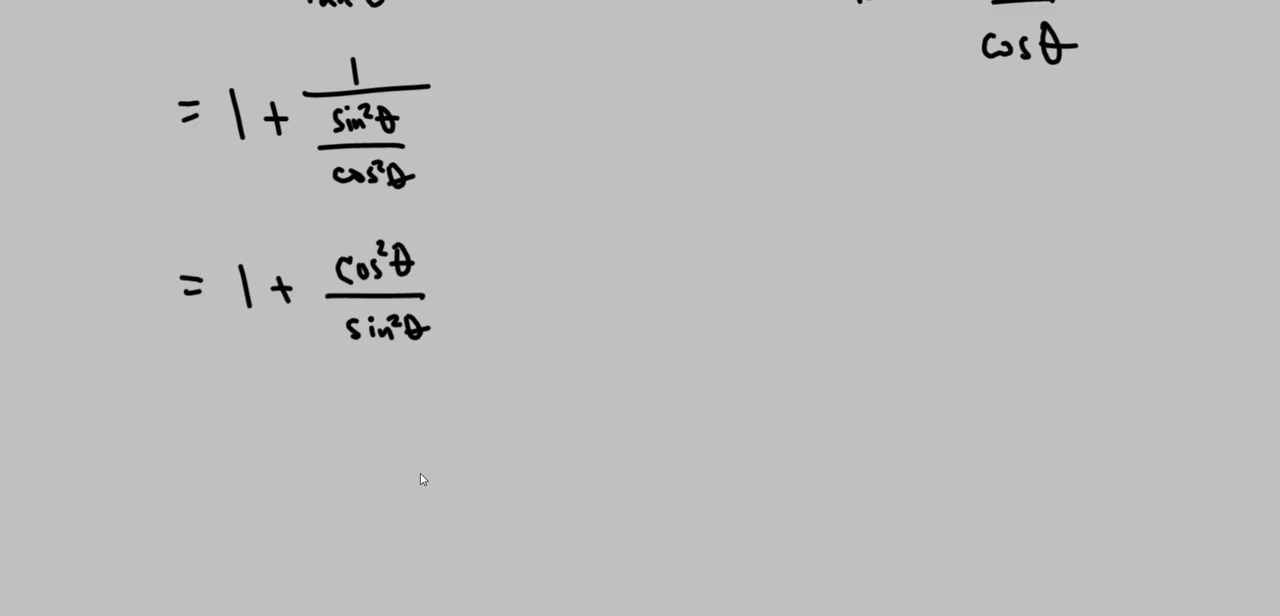 cosθ
= 1 + 1
sin²θ
cos²θ
= 1 + cos²θ
sin²θ